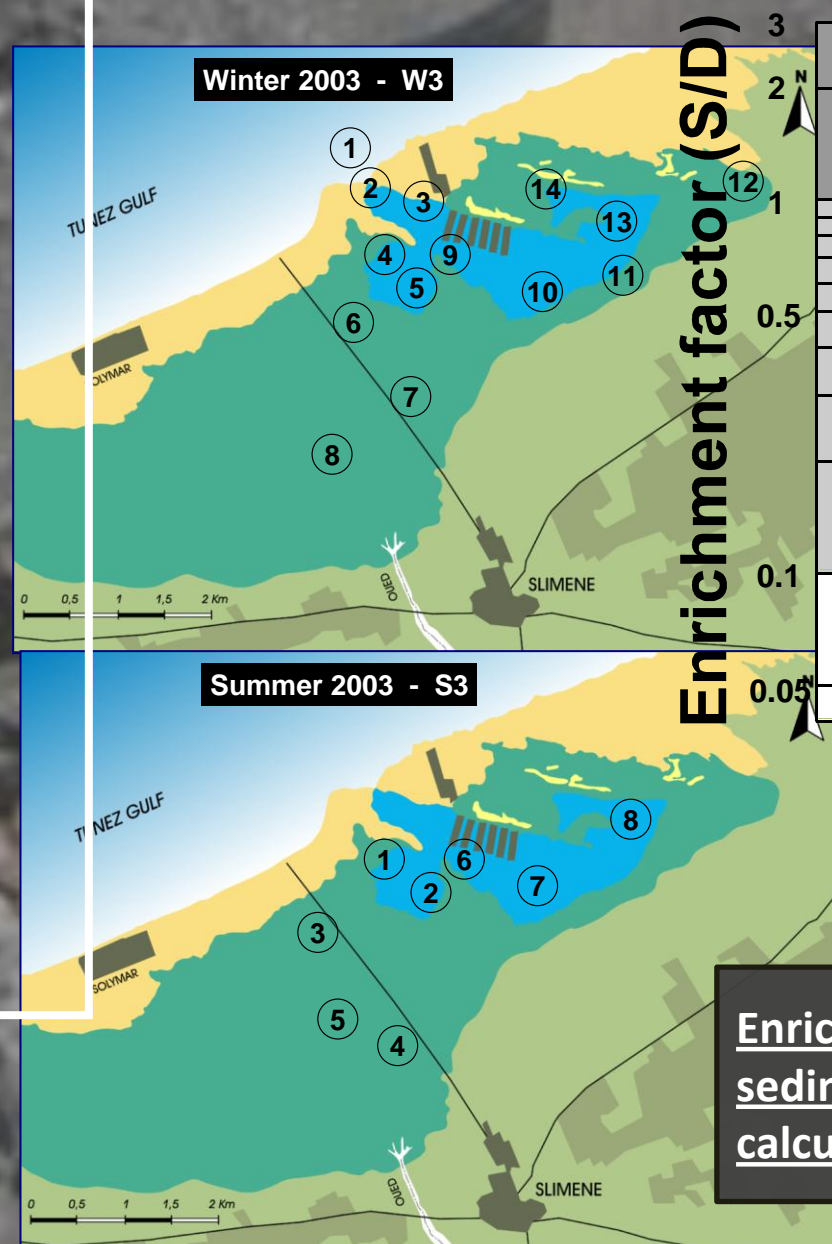 Winter 2003 - W3
N
TUNEZ GULF
1
2
3
4
5
6
7
8
9
10
11
12
13
14
OLYMAR
OUED
SLIMENE
0 0,5 1 1,5 2 Km
Summer 2003 - S3
N
TUNEZ GULF
1
2
3
4
5
6
7
8
SOLYMAR
OUED
SLIMENE
0 0,5 1 1,5 2 Km
Enrichment factor (S/D)
3
2
1
0.5
0.1
0.05
Enric
sedi
calcu